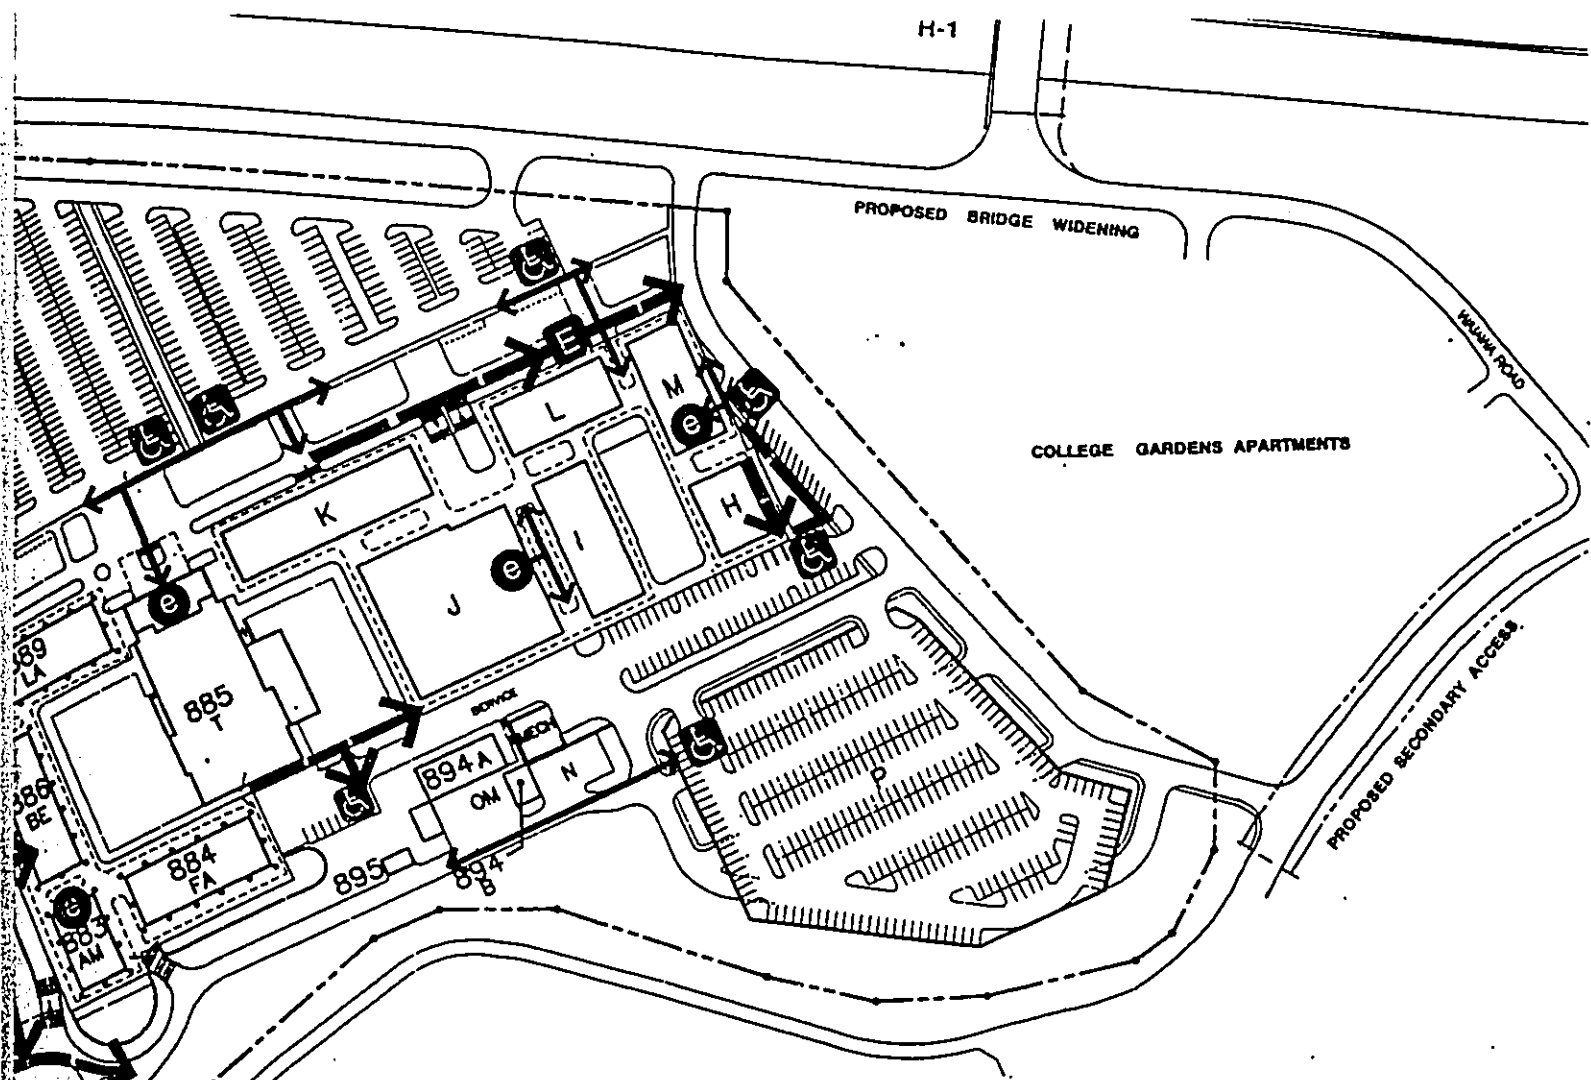 H-1
PROPOSED BRIDGE WIDENING
WAIAWA ROAD
E
M
L
e
COLLEGE GARDENS APARTMENTS
K
H
I
e
J
e
889
LA
885
T
SERVICE
MECH
894 A
N
OM
P
PROPOSED SECONDARY ACCESS
886
BE
884
FA
895
894
B
e
883
AM